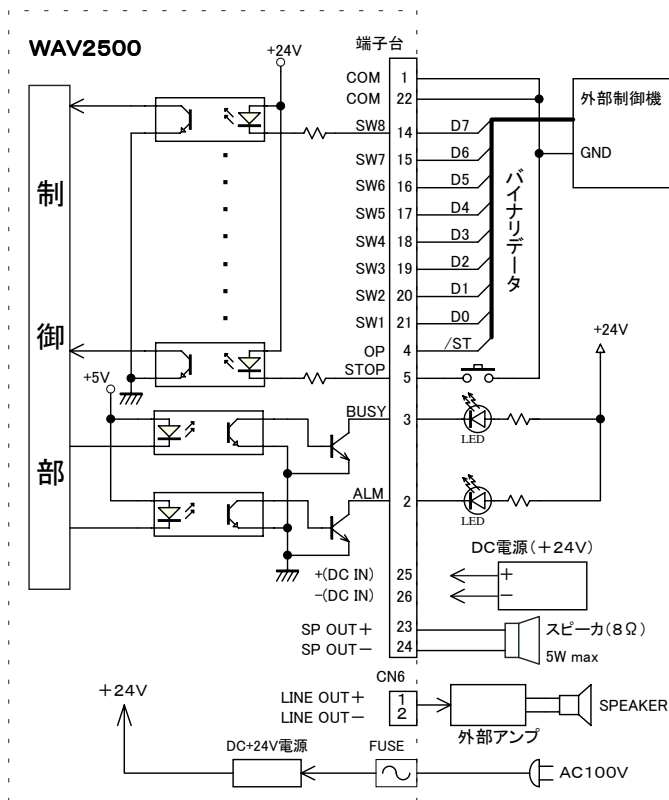 WAV2500
+24V
端子台
COM 1
COM 22
SW8 14 D7
SW7 15 D6
SW6 16 D5
SW5 17 D4
SW4 18 D3
SW3 19 D2
SW2 20 D1
SW1 21 D0
OP 4 /ST
STOP 5
外部制御機
GND
バイナリデータ
制御部
+24V
+5V
BUSY 3
LED
ALM 2
LED
DC電源(+24V)
+(DC IN) 25
+
−(DC IN) 26
−
SP OUT+ 23
SP OUT− 24
スピーカ(8Ω)
5W max
CN6
LINE OUT+ 1
LINE OUT− 2
SPEAKER
外部アンプ
+24V
DC+24V電源
FUSE
AC100V